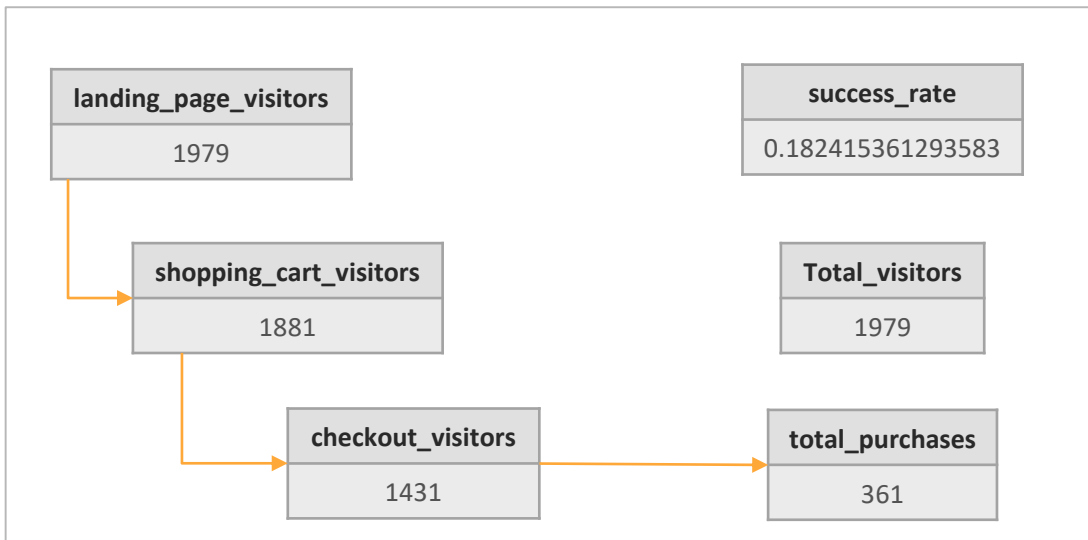 landing_page_visitors
1979
success_rate
0.182415361293583
shopping_cart_visitors
1881
Total_visitors
1979
checkout_visitors
1431
total_purchases
361